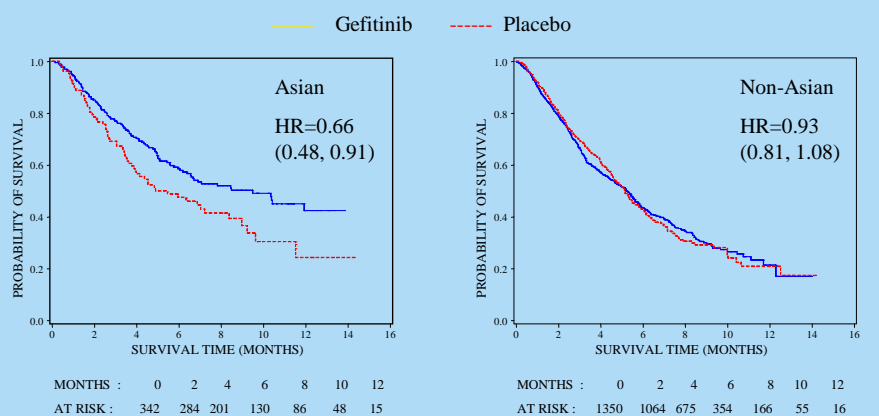 Gefitinib Placebo
PROBABILITY OF SURVIVAL
1.0
0.8
0.6
0.4
0.2
0.0
Asian
HR=0.66
(0.48, 0.91)
0 2 4 6 8 10 12 14 16
SURVIVAL TIME (MONTHS)
MONTHS : 0 2 4 6 8 10 12
AT RISK : 342 284 201 130 86 48 15
PROBABILITY OF SURVIVAL
1.0
0.8
0.6
0.4
0.2
0.0
Non-Asian
HR=0.93
(0.81, 1.08)
0 2 4 6 8 10 12 14 16
SURVIVAL TIME (MONTHS)
MONTHS : 0 2 4 6 8 10 12
AT RISK : 1350 1064 675 354 166 55 16